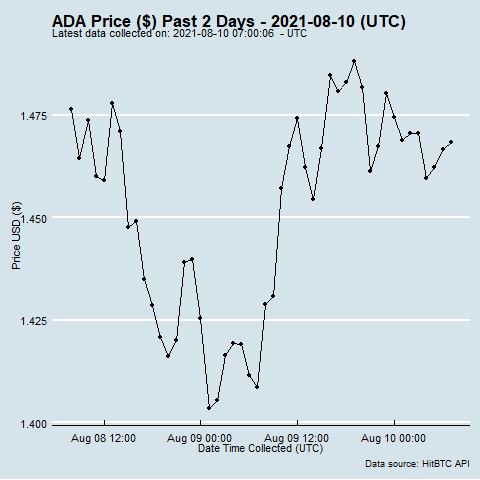 ADA Price ($) Past 2 Days - 2021-08-10 (UTC)
Latest data collected on: 2021-08-10 07:00:06 - UTC
1.475
1.450
Price USD ($)
1.425
1.400
Aug 08 12:00 Aug 09 00:00 Aug 09 12:00 Aug 10 00:00
Date Time Collected (UTC)
Data source: HitBTC API